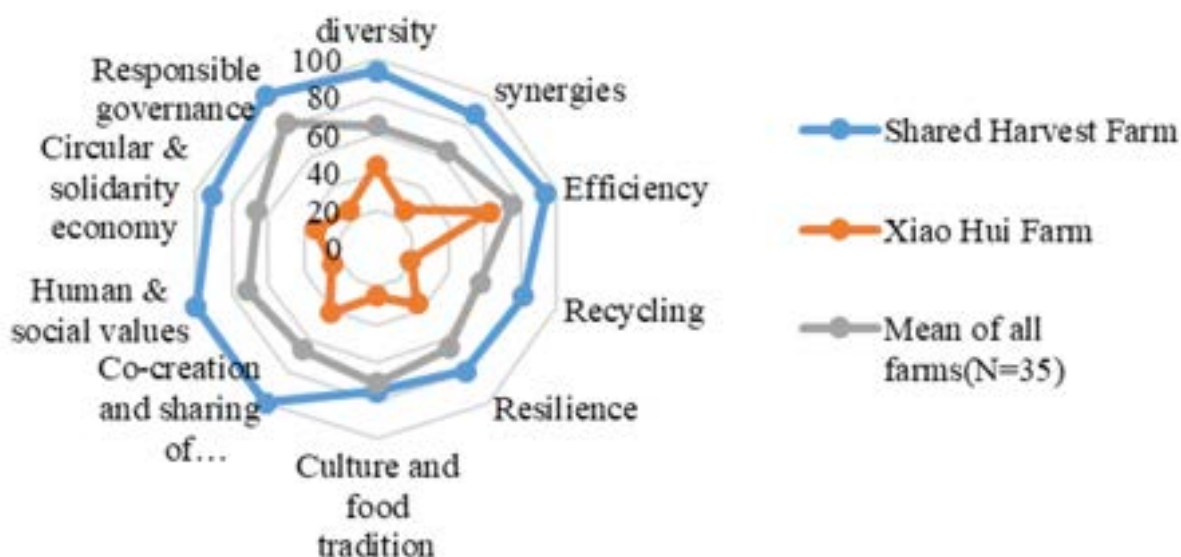 diversity
synergies
Efficiency
Recycling
Resilience
Culture and
food
tradition
Co-creation
and sharing
of…
Human &
social values
Circular &
solidarity
economy
Responsible
governance
100
80
60
40
20
0
Shared Harvest Farm
Xiao Hui Farm
Mean of all
farms(N=35)